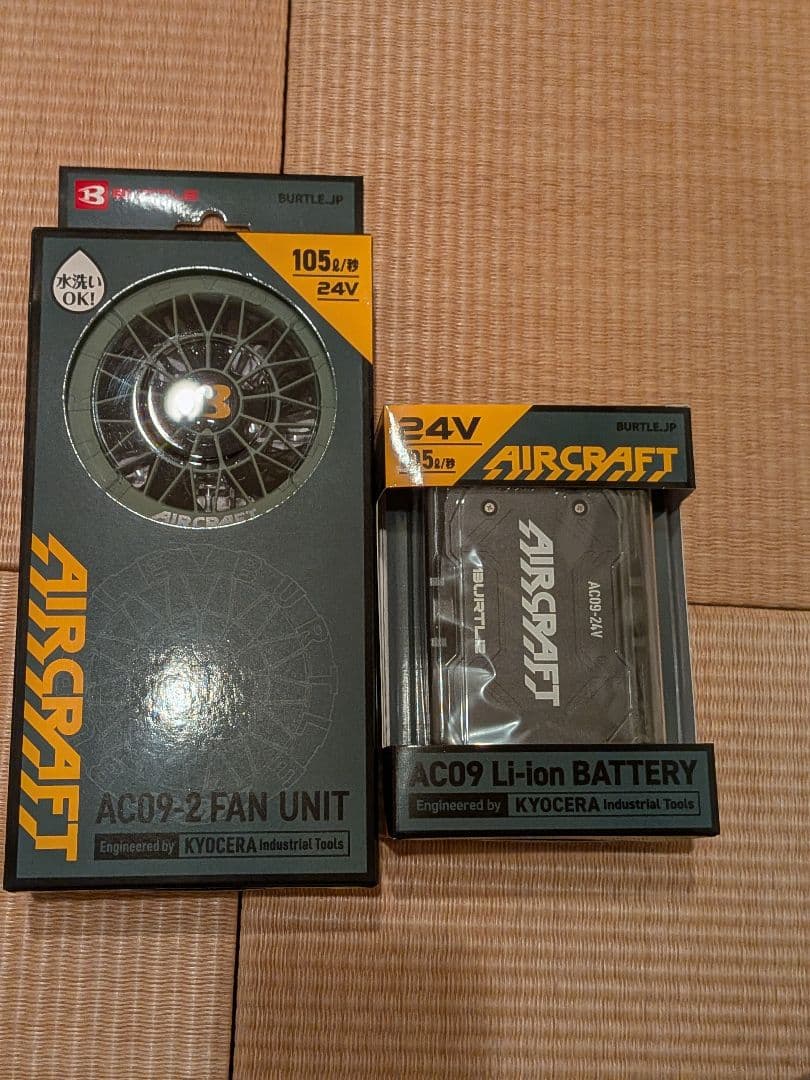 BURTLE
BURTLE.JP
水洗い
OK!
105ℓ/秒
24V
B
AIRCRAFT
AIRCRAFT
AC09-2 FAN UNIT
Engineered by KYOCERA Industrial Tools
24V
105ℓ/秒
BURTLE.JP
AIRCRAFT
AIRCRAFT
BURTLE
AC09-24V
AC09 Li-ion BATTERY
Engineered by KYOCERA Industrial Tools